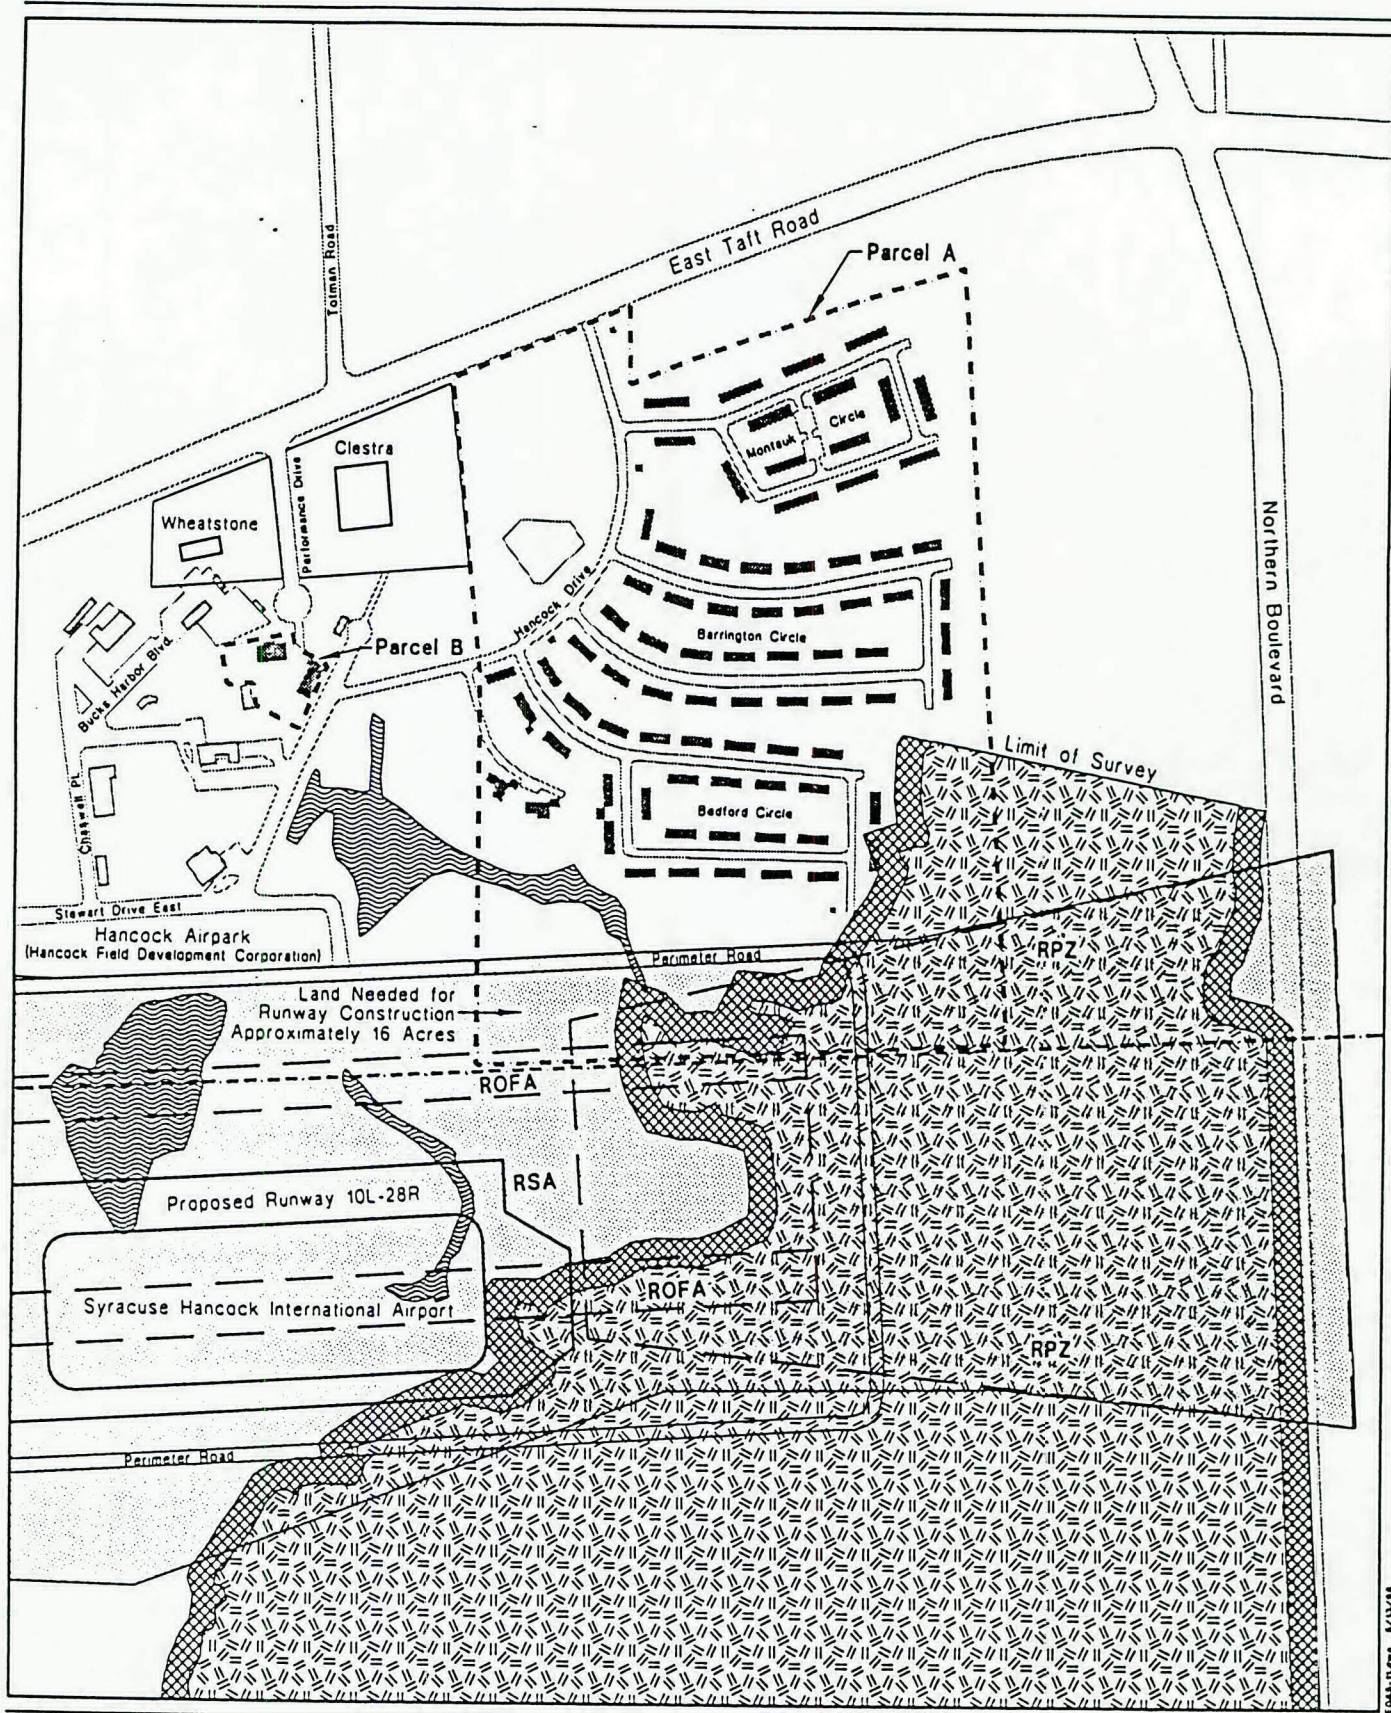 East Taft Road
Totman Road
Parcel A
Clestra
Performance Drive
Wheatstone
Montauk
Circle
Northern Boulevard
Hancock Drive
Barrington Circle
Parcel B
Bucks Harbor Blvd.
Limit of Survey
Bedford Circle
Stewart Drive East
Hancock Airpark
(Hancock Field Development Corporation)
Perimeter Road
RPZ
Land Needed for
Runway Construction
Approximately 16 Acres
ROFA
RSA
Proposed Runway 10L-28R
ROFA
Syracuse Hancock International Airport
RPZ
Perimeter Road